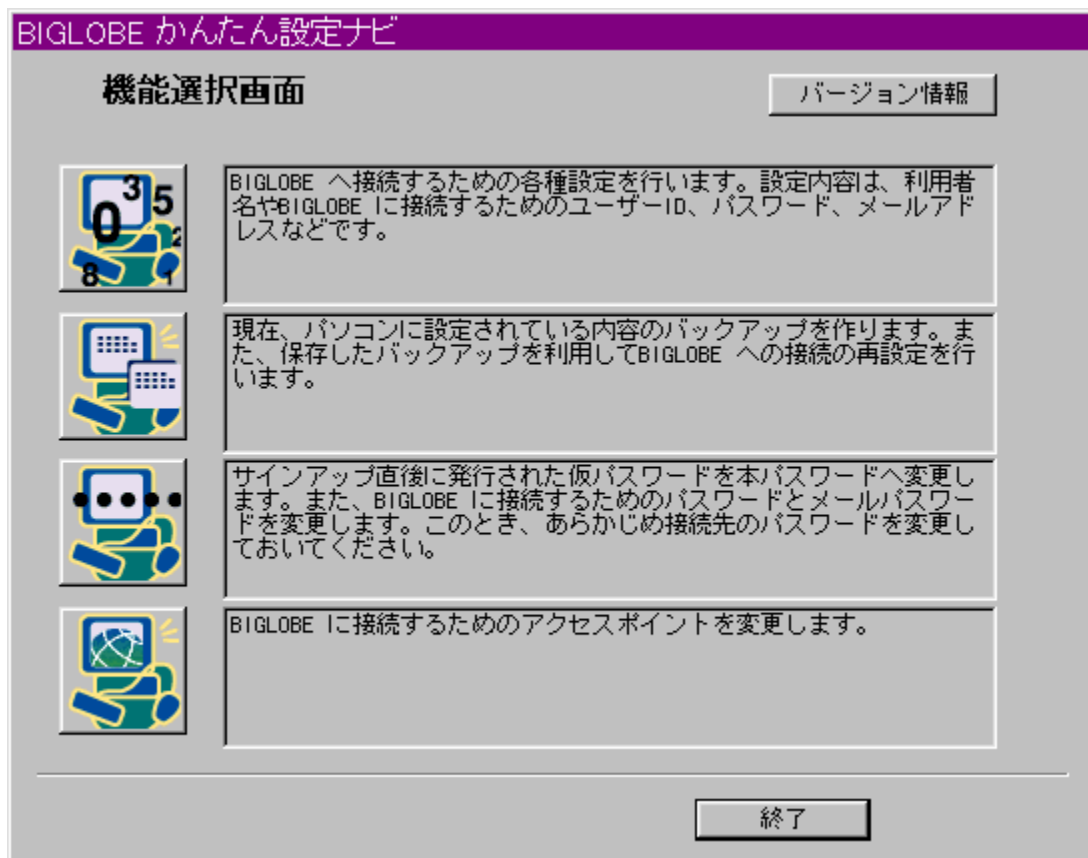 BIGLOBE かんたん設定ナビ
機能選択画面
バージョン情報
0 3 5 2 8 1
BIGLOBE へ接続するための各種設定を行います。設定内容は、利用者
名やBIGLOBE に接続するためのユーザーID、パスワード、メールアド
レスなどです。
現在、パソコンに設定されている内容のバックアップを作ります。ま
た、保存したバックアップを利用してBIGLOBE への接続の再設定を行
います。
サインアップ直後に発行された仮パスワードを本パスワードへ変更し
ます。また、BIGLOBE に接続するためのパスワードとメールパスワー
ドを変更します。このとき、あらかじめ接続先のパスワードを変更し
ておいてください。
BIGLOBE に接続するためのアクセスポイントを変更します。
終了